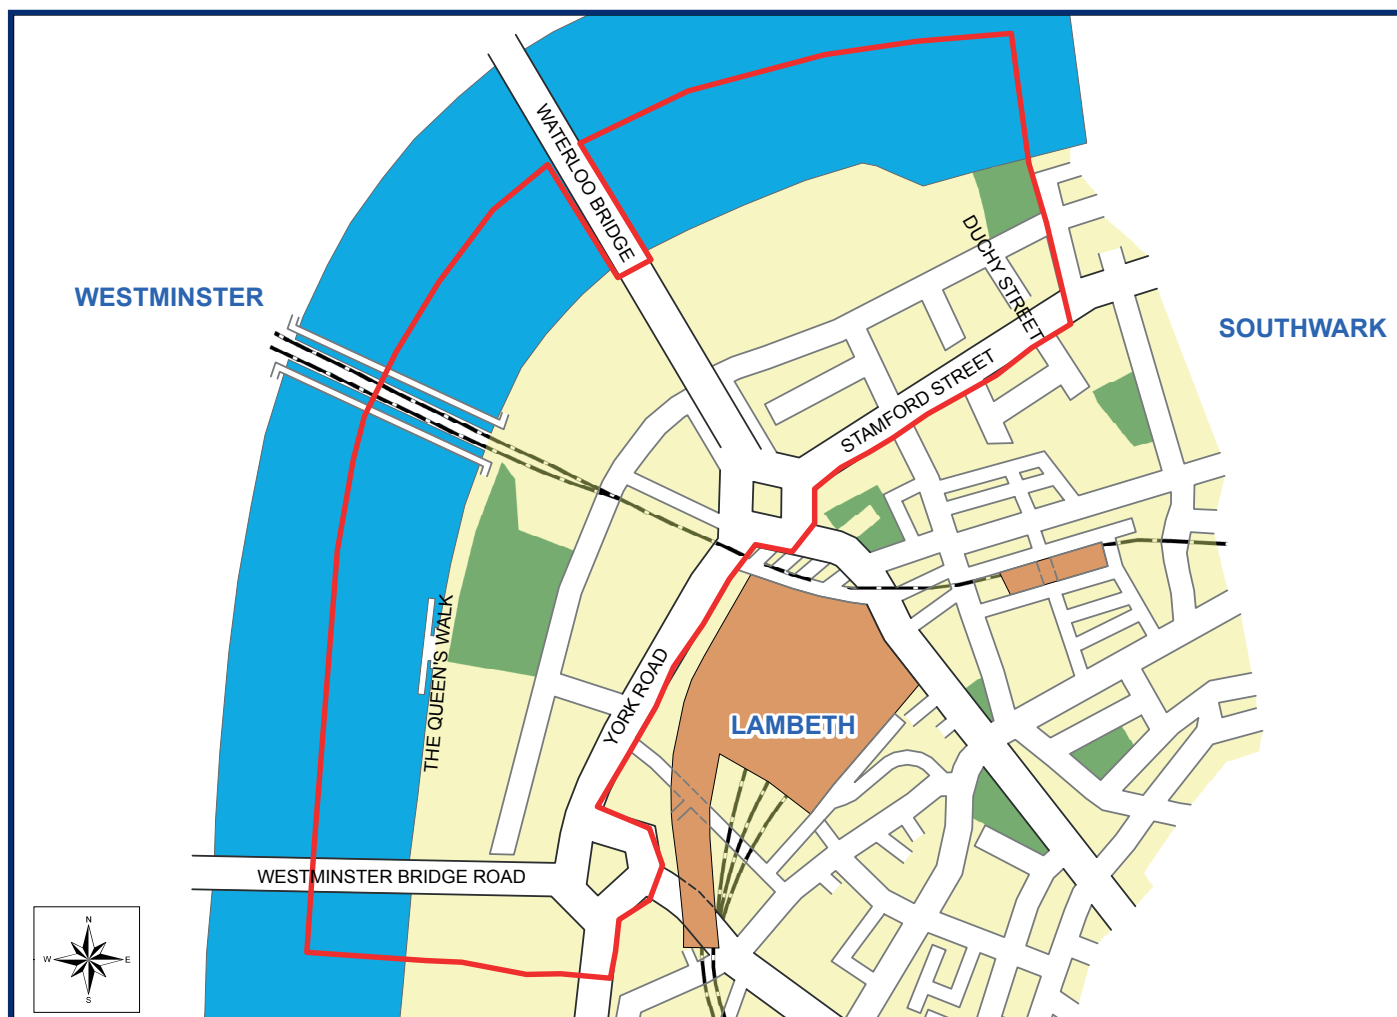 WATERLOO BRIDGE
DUCHY STREET
WESTMINSTER
SOUTHWARK
STAMFORD STREET
THE QUEEN'S WALK
YORK ROAD
LAMBETH
WESTMINSTER BRIDGE ROAD
N
W E
S